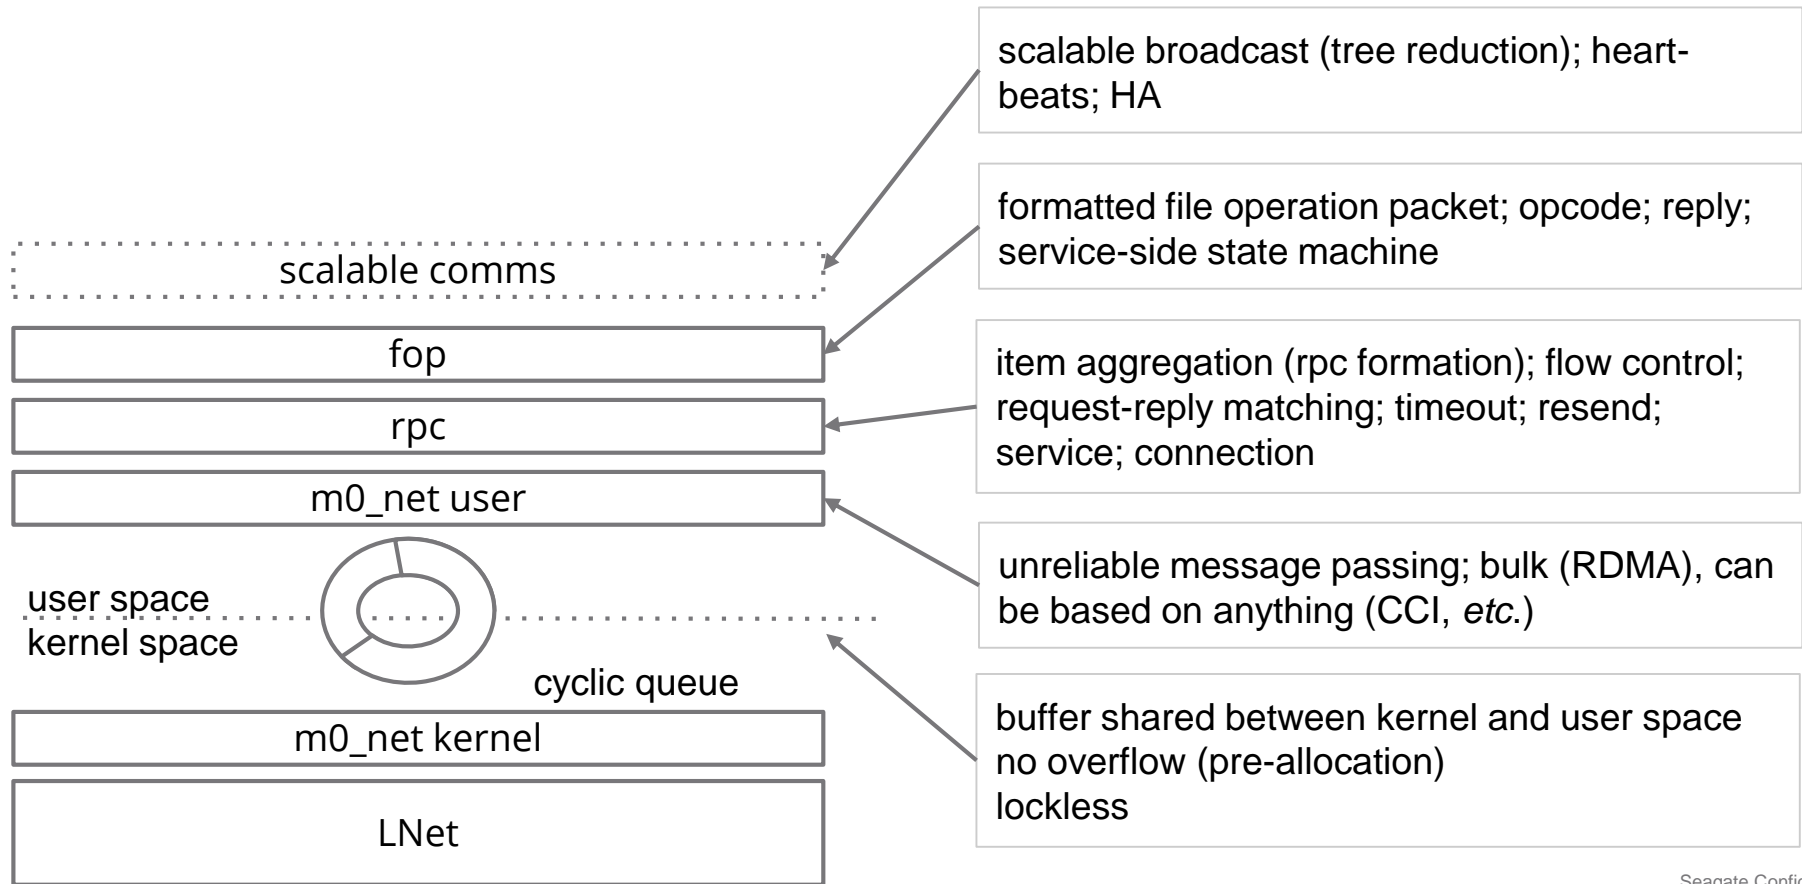 scalable broadcast (tree reduction); heart-
beats; HA
formatted file operation packet; opcode; reply;
service-side state machine
scalable comms
fop
item aggregation (rpc formation); flow control;
request-reply matching; timeout; resend;
service; connection
rpc
m0_net user
unreliable message passing; bulk (RDMA), can
be based on anything (CCI, etc.)
user space
kernel space
cyclic queue
buffer shared between kernel and user space
no overflow (pre-allocation)
lockless
m0_net kernel
LNet
Seagate